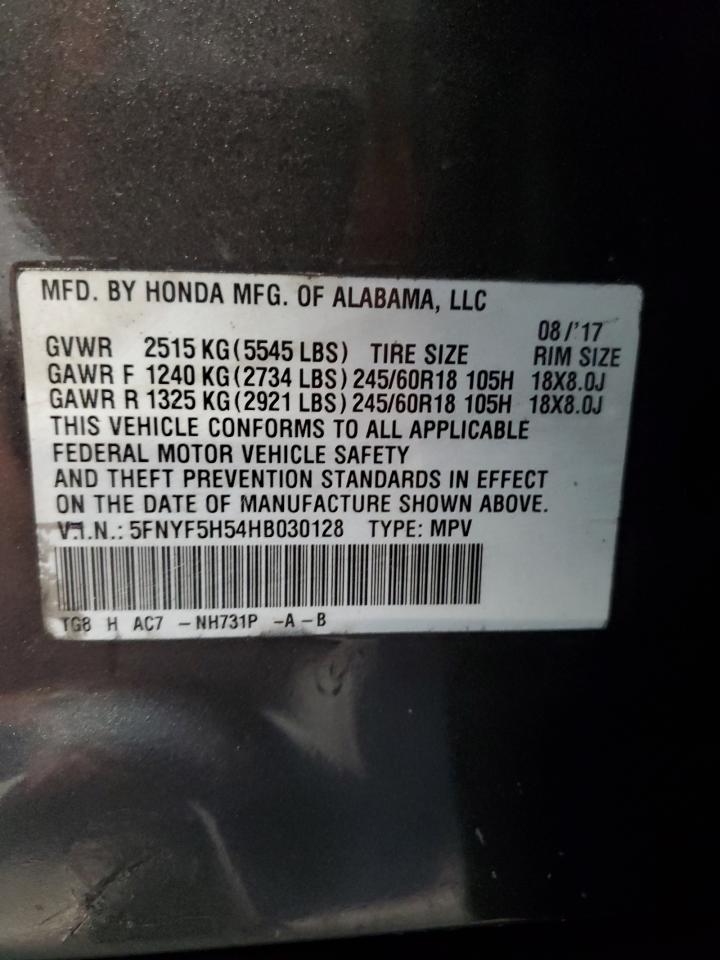 MFD. BY HONDA MFG. OF ALABAMA, LLC
08/'17
GVWR 2515 KG (5545 LBS) TIRE SIZE RIM SIZE
GAWR F 1240 KG (2734 LBS) 245/60R18 105H 18X8.0J
GAWR R 1325 KG (2921 LBS) 245/60R18 105H 18X8.0J
THIS VEHICLE CONFORMS TO ALL APPLICABLE
FEDERAL MOTOR VEHICLE SAFETY
AND THEFT PREVENTION STANDARDS IN EFFECT
ON THE DATE OF MANUFACTURE SHOWN ABOVE.
V.I.N.: 5FNYF5H54HB030128 TYPE: MPV
TG8 H AC7 -NH731P -A-B